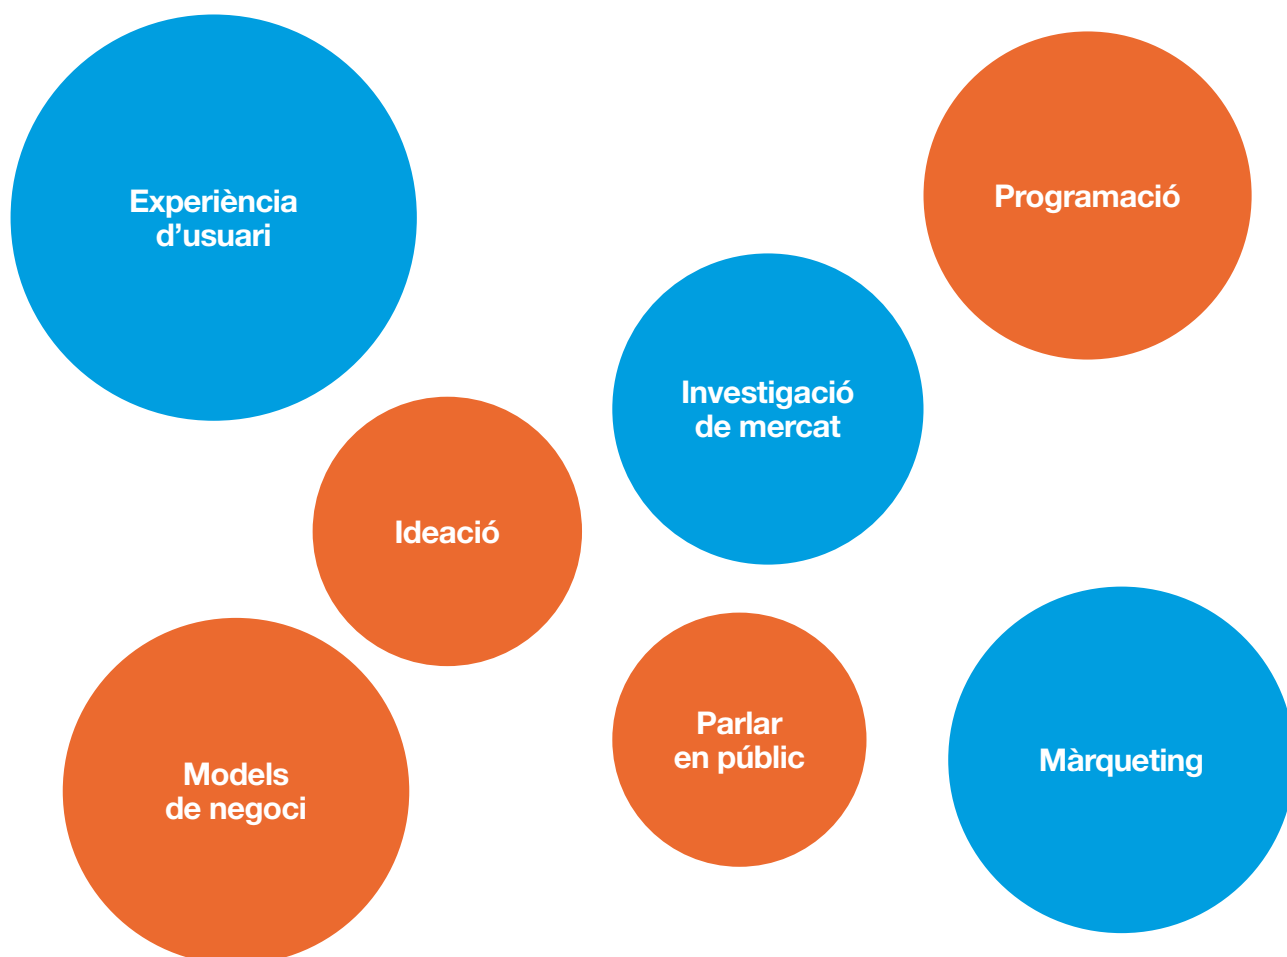 Experiència
d’usuari
Programació
Investigació
de mercat
Ideació
Parlar
en públic
Màrqueting
Models
de negoci